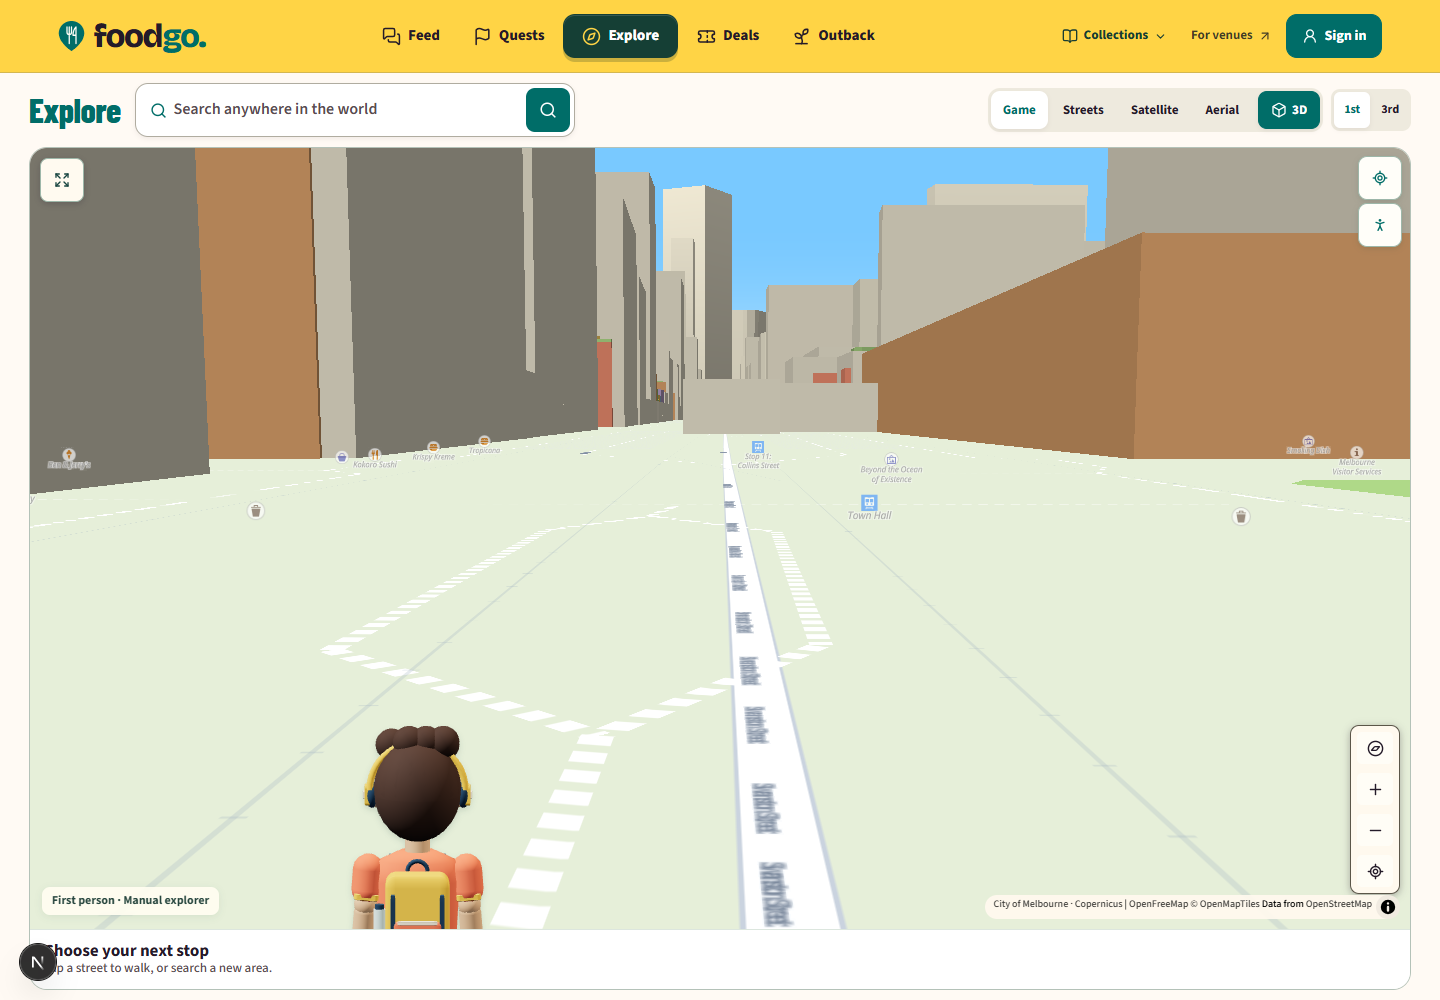 foodgo.
Feed
Quests
Explore
Deals
Outback
Collections
For venues
Sign in
Explore
Search anywhere in the world
Game
Streets
Satellite
Aerial
3D
1st
3rd
Kokoro Sushi
Krispy Kreme
Tropicana
Stop 11:
Collins Street
Beyond the Ocean
of Existence
Town Hall
Melbourne
Visitor Services
First person · Manual explorer
City of Melbourne · Copernicus | OpenFreeMap © OpenMapTiles Data from OpenStreetMap
Choose your next stop
a street to walk, or search a new area.
N